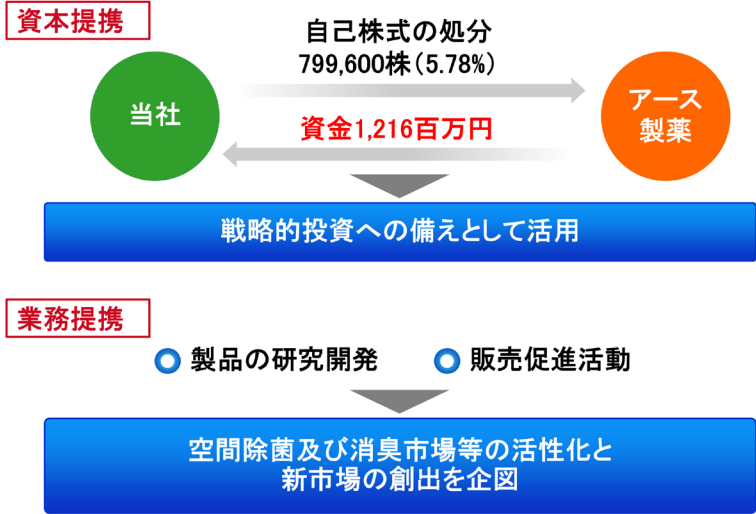 資本提携
自己株式の処分
799,600株(5.78%)
当社
アース
製薬
資金1,216百万円
戦略的投資への備えとして活用
業務提携
製品の研究開発
販売促進活動
空間除菌及び消臭市場等の活性化と
新市場の創出を企図